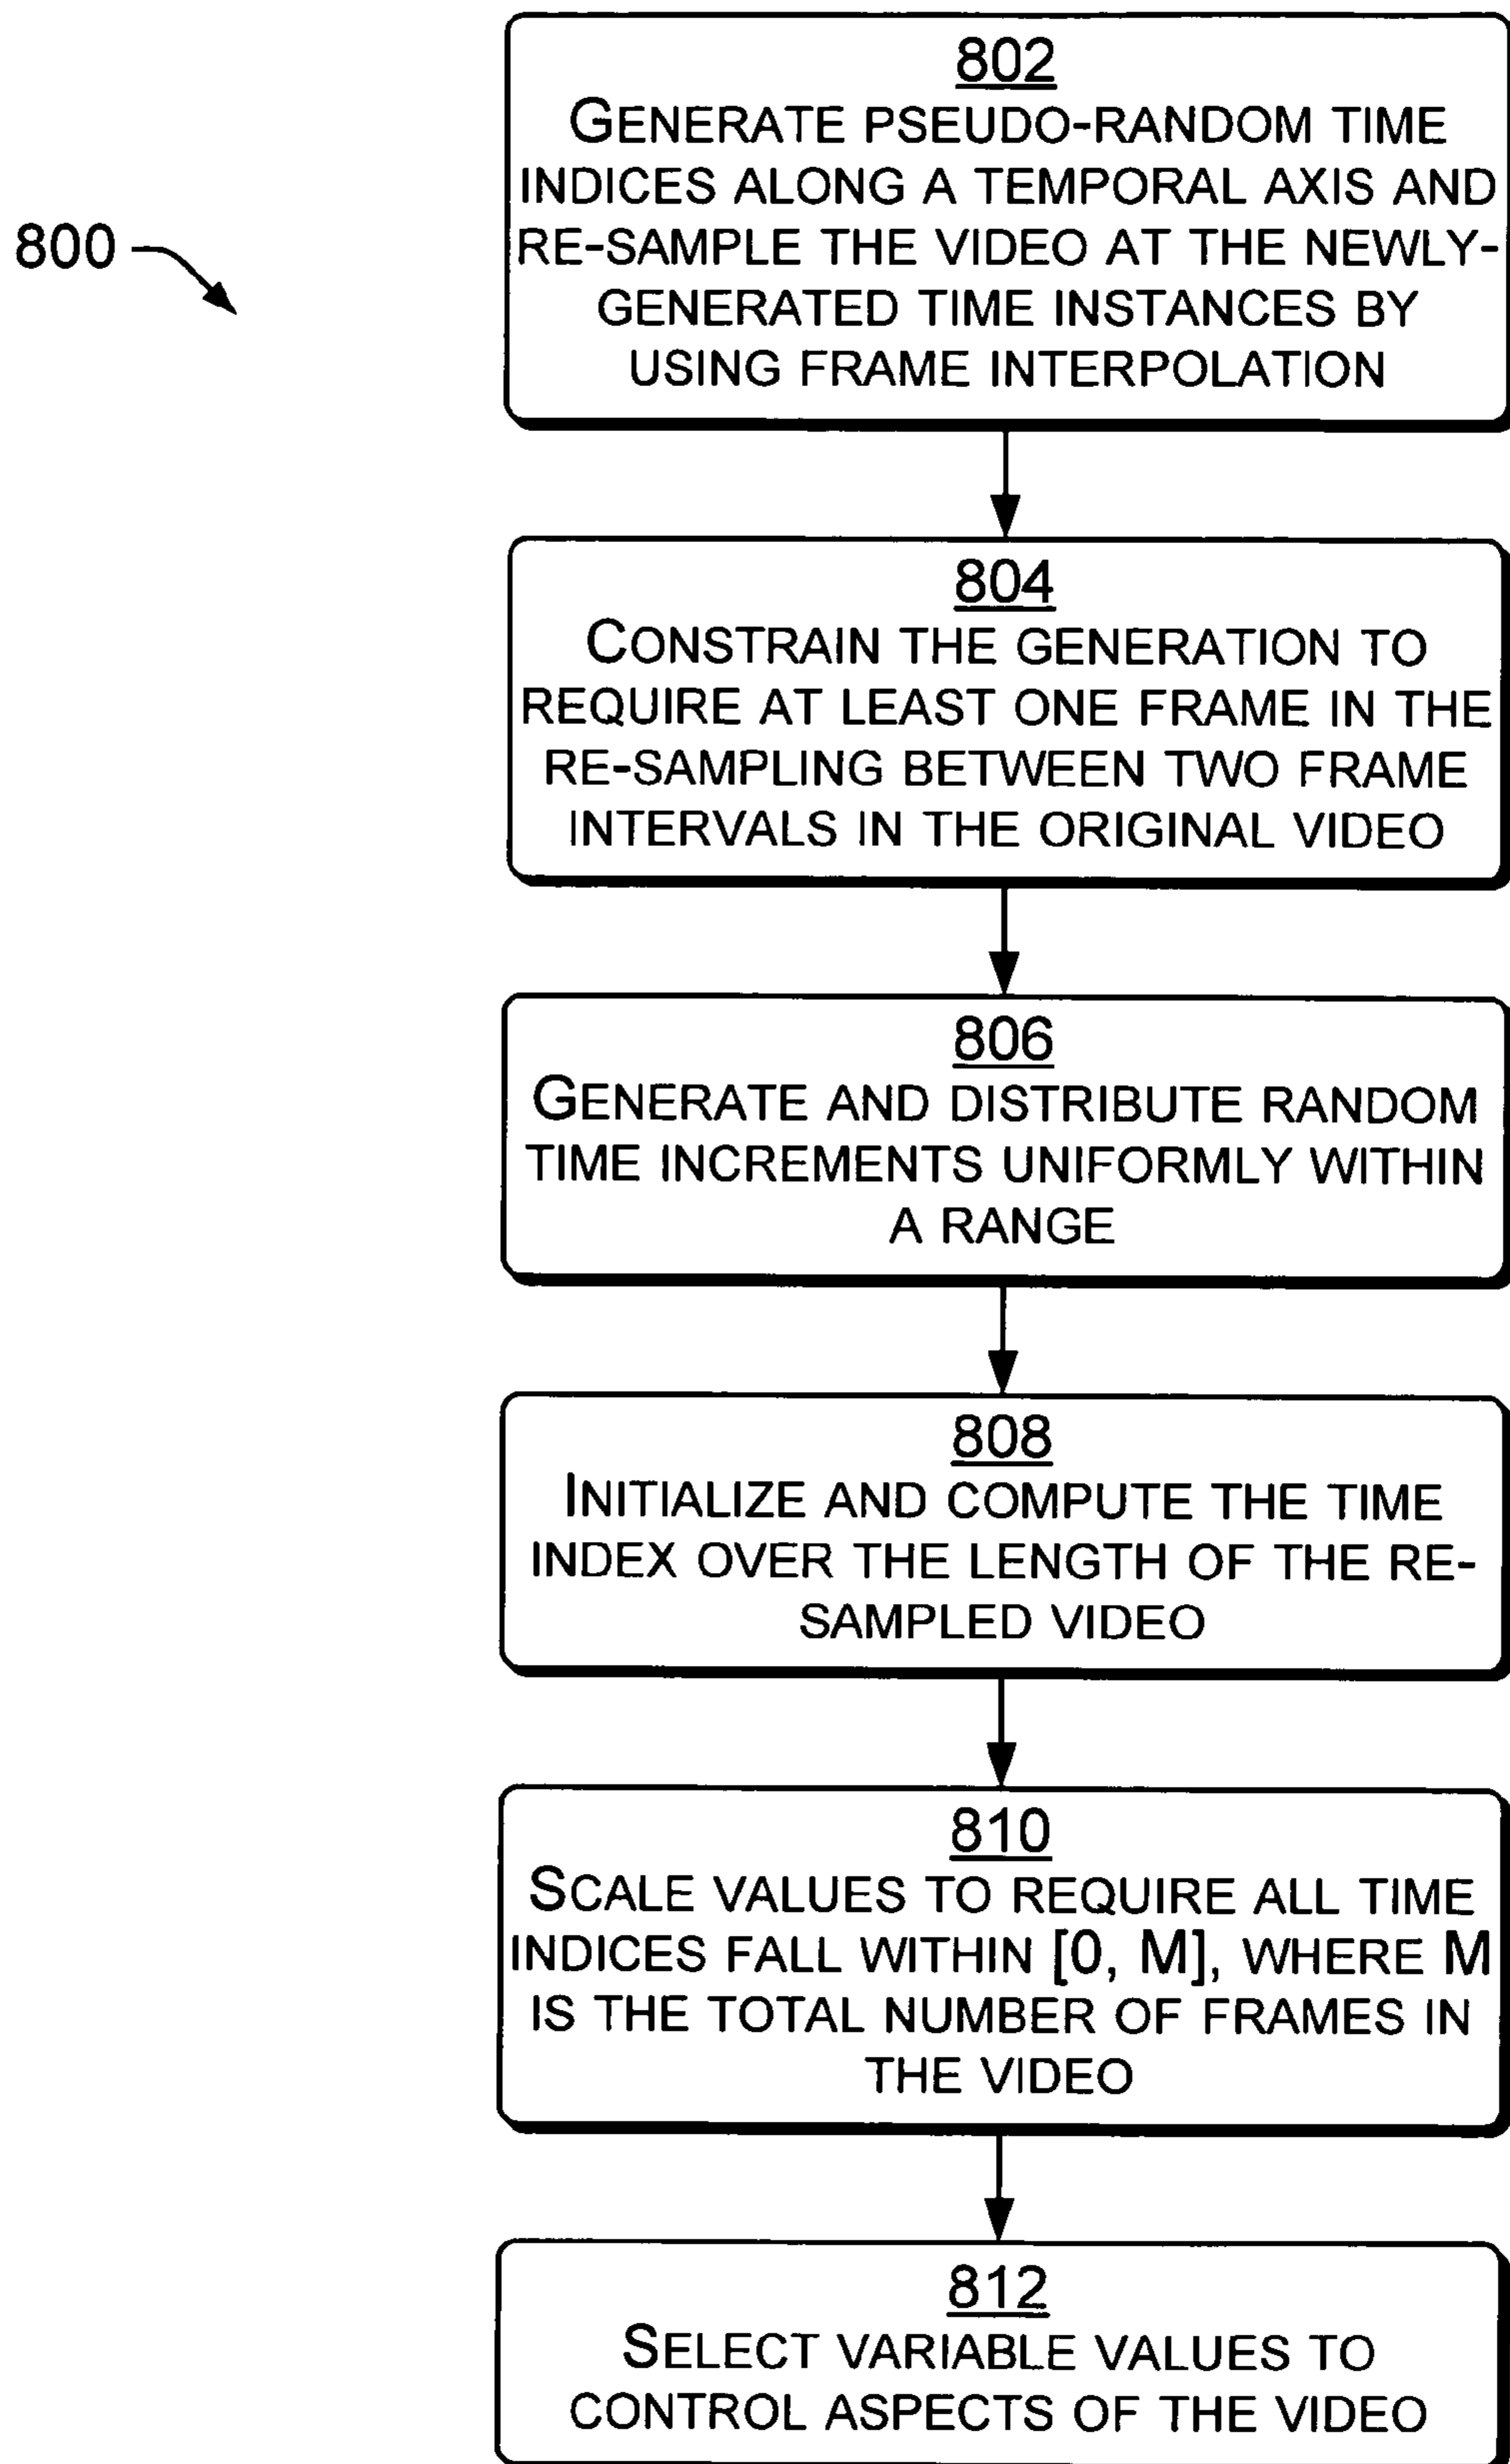 800
802
GENERATE PSEUDO-RANDOM TIME
INDICES ALONG A TEMPORAL AXIS AND
RE-SAMPLE THE VIDEO AT THE NEWLY-
GENERATED TIME INSTANCES BY
USING FRAME INTERPOLATION
804
CONSTRAIN THE GENERATION TO
REQUIRE AT LEAST ONE FRAME IN THE
RE-SAMPLING BETWEEN TWO FRAME
INTERVALS IN THE ORIGINAL VIDEO
806
GENERATE AND DISTRIBUTE RANDOM
TIME INCREMENTS UNIFORMLY WITHIN
A RANGE
808
INITIALIZE AND COMPUTE THE TIME
INDEX OVER THE LENGTH OF THE RE-
SAMPLED VIDEO
810
SCALE VALUES TO REQUIRE ALL TIME
INDICES FALL WITHIN [0, M], WHERE M
IS THE TOTAL NUMBER OF FRAMES IN
THE VIDEO
812
SELECT VARIABLE VALUES TO
CONTROL ASPECTS OF THE VIDEO